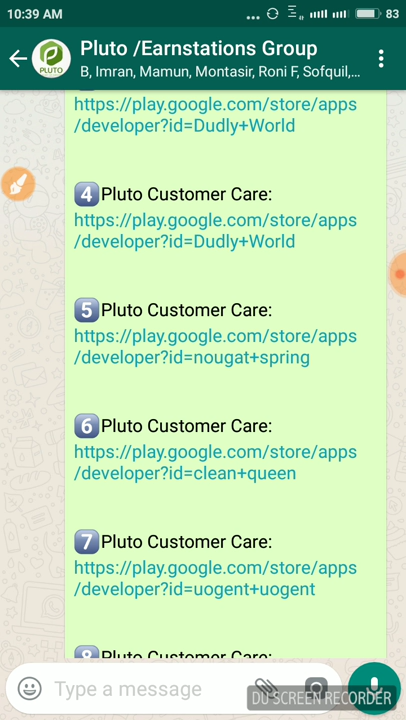 10:39 AM
83
Pluto /Earnstations Group
PLUTO
B, Imran, Mamun, Montasir, Roni F, Sofquil,...
https://play.google.com/store/apps
/developer?id=Dudly+World
4 Pluto Customer Care:
https://play.google.com/store/apps
/developer?id=Dudly+World
5 Pluto Customer Care:
https://play.google.com/store/apps
/developer?id=nougat+spring
6 Pluto Customer Care:
https://play.google.com/store/apps
/developer?id=clean+queen
7 Pluto Customer Care:
https://play.google.com/store/apps
/developer?id=uogent+uogent
8 Pluto Customer Care:
Type a message
DU SCREEN RECORDER